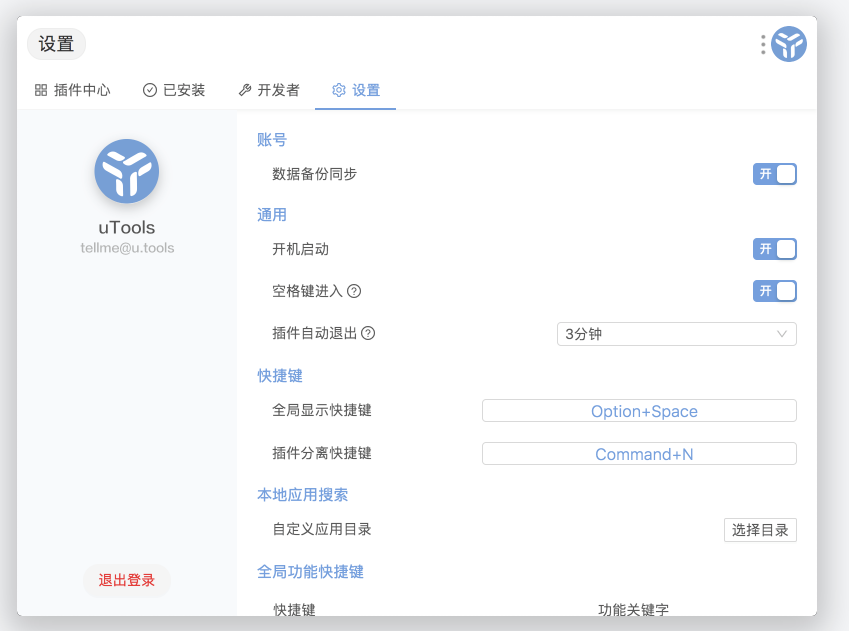 设置
插件中心 已安装 开发者 设置
uTools
tellme@u.tools
退出登录
账号
数据备份同步 开
通用
开机启动 开
空格键进入 ? 开
插件自动退出 ? 3分钟
快捷键
全局显示快捷键 Option+Space
插件分离快捷键 Command+N
本地应用搜索
自定义应用目录 选择目录
全局功能快捷键
快捷键 功能关键字